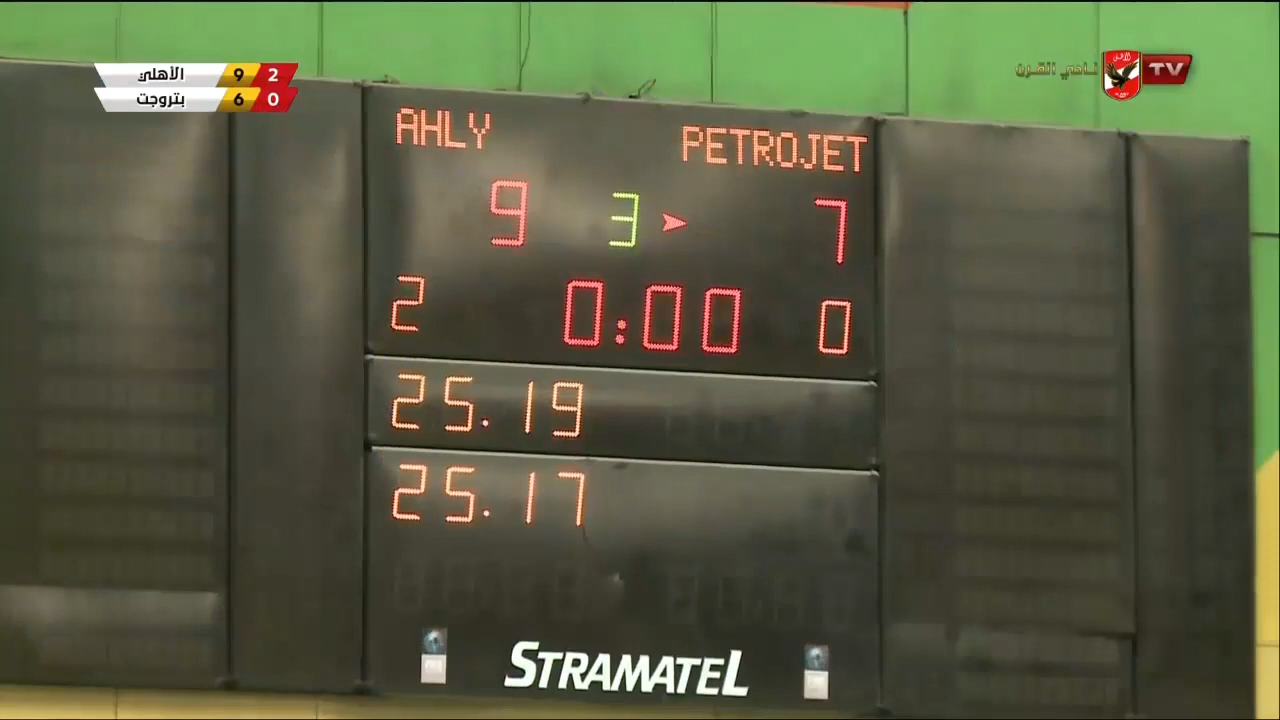 الأهلي 9 2
بتروجت 6 0
نادي القرن TV
AHLY PETROJET
9 3 7
2 0:00 0
25.19
25.17
STRAMATEL